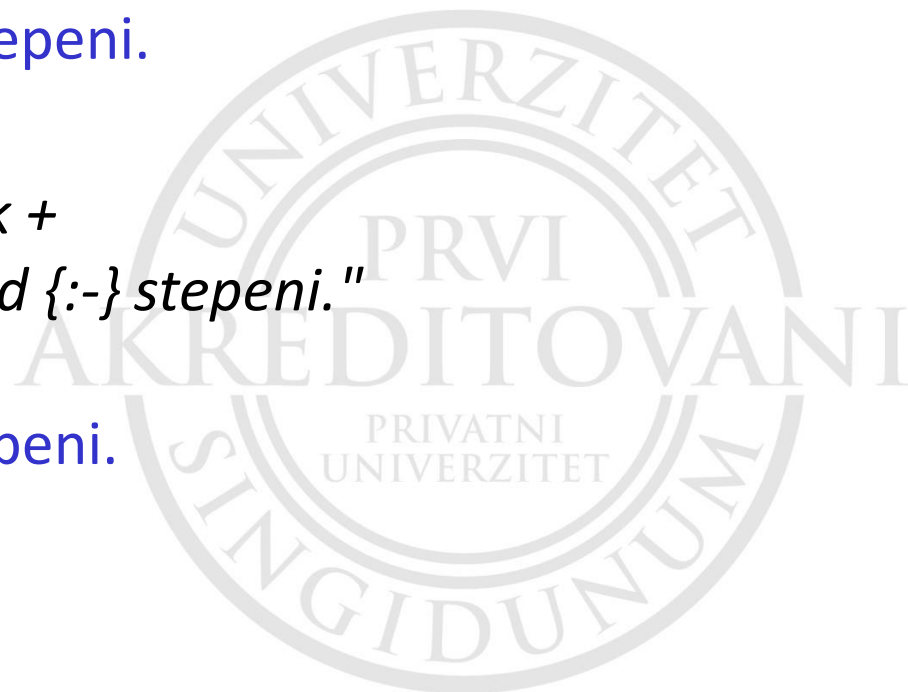 epeni.
k +
d {:-} stepeni."
peni.
UNIVERZITET
PRVI
AKREDITOVANI
PRIVATNI
UNIVERZITET
SINGIDUNUM